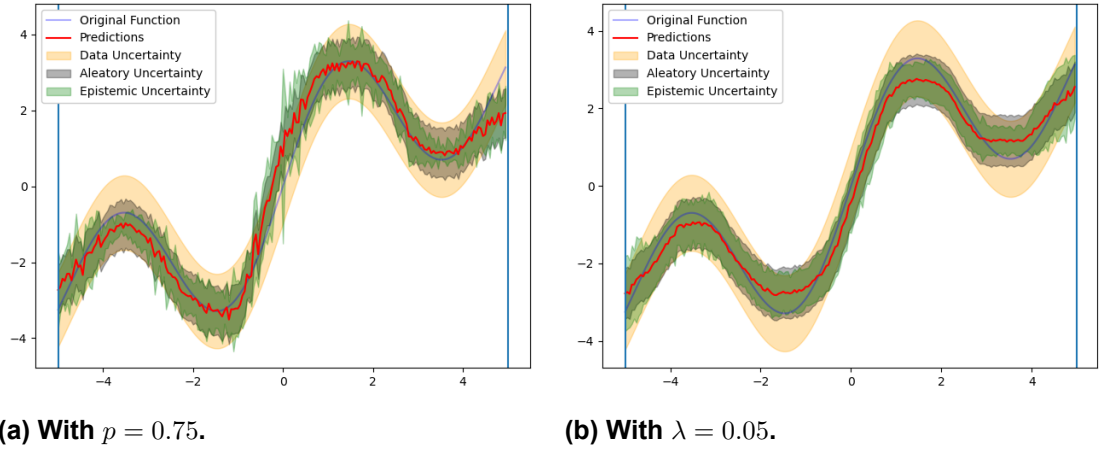 Original Function
Predictions
Data Uncertainty
Aleatory Uncertainty
Epistemic Uncertainty
4
2
0
−2
−4
−4
−2
0
2
4
Original Function
Predictions
Data Uncertainty
Aleatory Uncertainty
Epistemic Uncertainty
4
2
0
−2
−4
−4
−2
0
2
4
(a) With p = 0.75.
(b) With λ = 0.05.